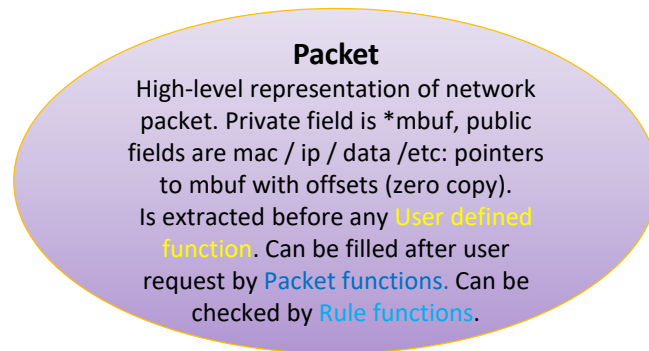 Packet
High-level representation of network
packet. Private field is *mbuf, public
fields are mac / ip / data /etc: pointers
to mbuf with offsets (zero copy).
Is extracted before any User defined
function. Can be filled after user
request by Packet functions. Can be
checked by Rule functions.